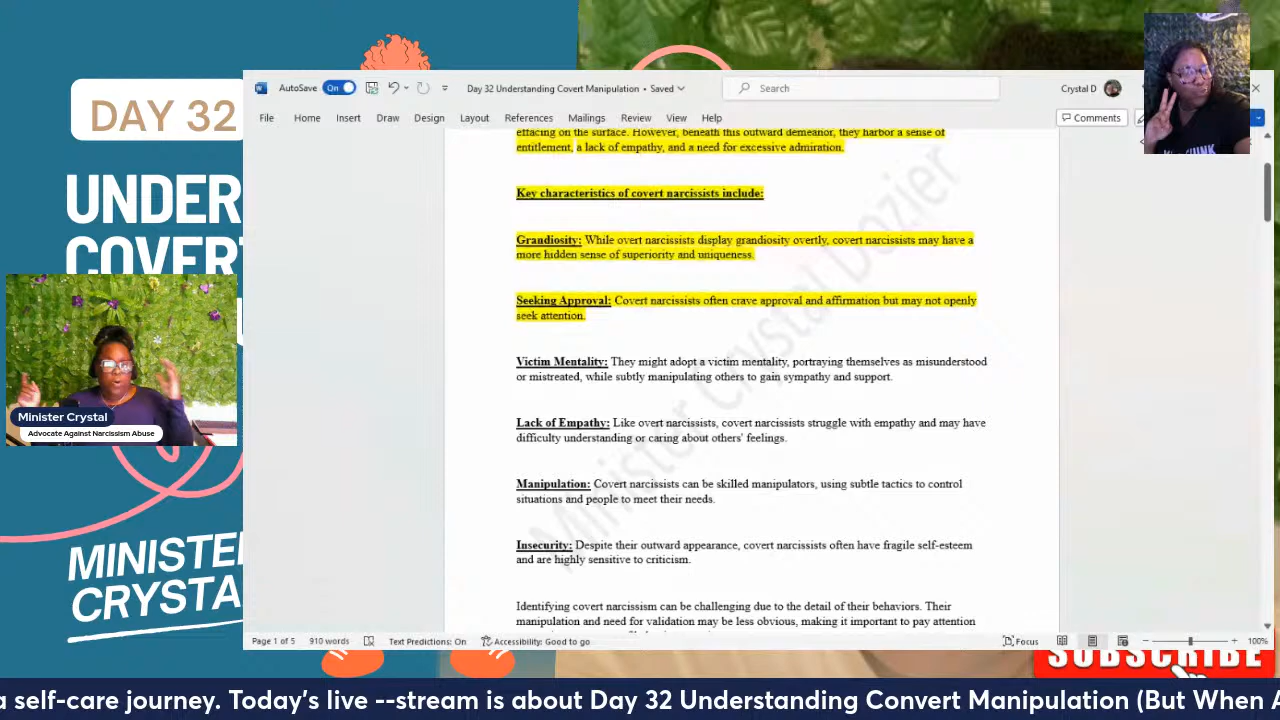 DAY 32
UNDER
COVERT
Minister Crystal
Advocate Against Narcissism Abuse
MINISTE
CRYSTA
AutoSave On
Day 32 Understanding Covert Manipulation • Saved
Search
Crystal D
File Home Insert Draw Design Layout References Mailings Review View Help
Comments
effacing on the surface. However, beneath this outward demeanor, they harbor a sense of
entitlement, a lack of empathy, and a need for excessive admiration.
Key characteristics of covert narcissists include:
Grandiosity: While overt narcissists display grandiosity overtly, covert narcissists may have a
more hidden sense of superiority and uniqueness.
Seeking Approval: Covert narcissists often crave approval and affirmation but may not openly
seek attention.
Victim Mentality: They might adopt a victim mentality, portraying themselves as misunderstood
or mistreated, while subtly manipulating others to gain sympathy and support.
Lack of Empathy: Like overt narcissists, covert narcissists struggle with empathy and may have
difficulty understanding or caring about others' feelings.
Manipulation: Covert narcissists can be skilled manipulators, using subtle tactics to control
situations and people to meet their needs.
Insecurity: Despite their outward appearance, covert narcissists often have fragile self-esteem
and are highly sensitive to criticism.
Identifying covert narcissism can be challenging due to the detail of their behaviors. Their
manipulation and need for validation may be less obvious, making it important to pay attention
Minister Crystal Dozier
Page 1 of 5 910 words Text Predictions: On Accessibility: Good to go Focus 100%
SUBSCRIBE
a self-care journey. Today's live --stream is about Day 32 Understanding Convert Manipulation (But When A